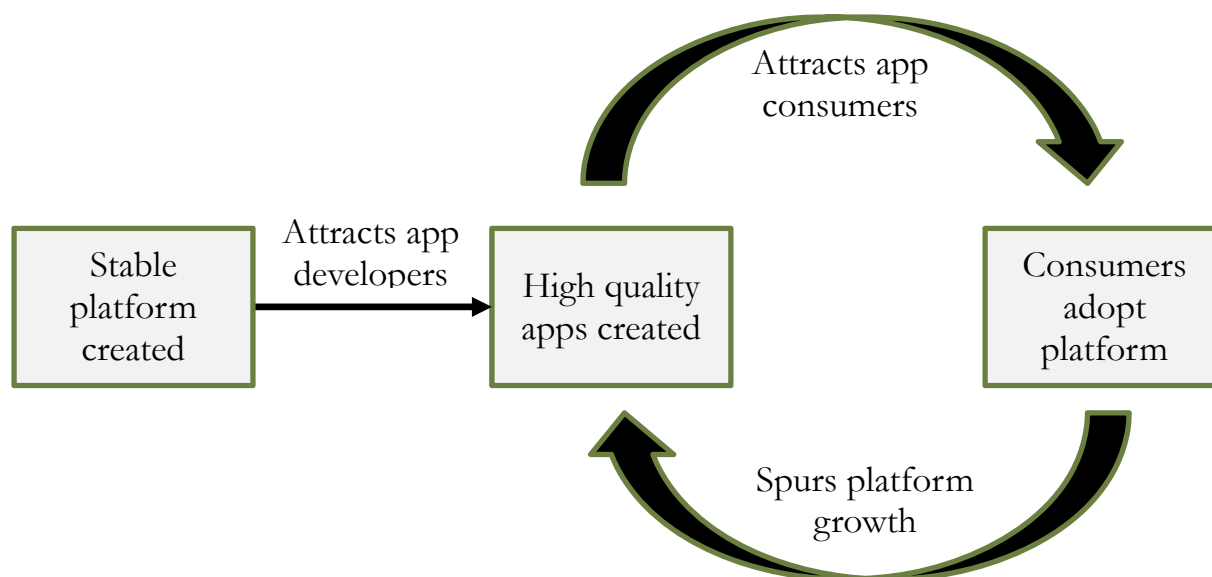 Attracts app
consumers
Stable
platform
created
Attracts app
developers
High quality
apps created
Consumers
adopt
platform
Spurs platform
growth